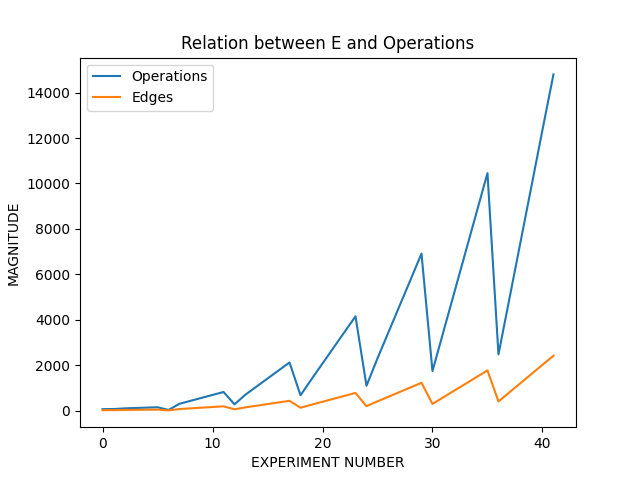 Relation between E and Operations
Operations
Edges
14000
12000
10000
8000
6000
4000
2000
0
MAGNITUDE
0 10 20 30 40
EXPERIMENT NUMBER